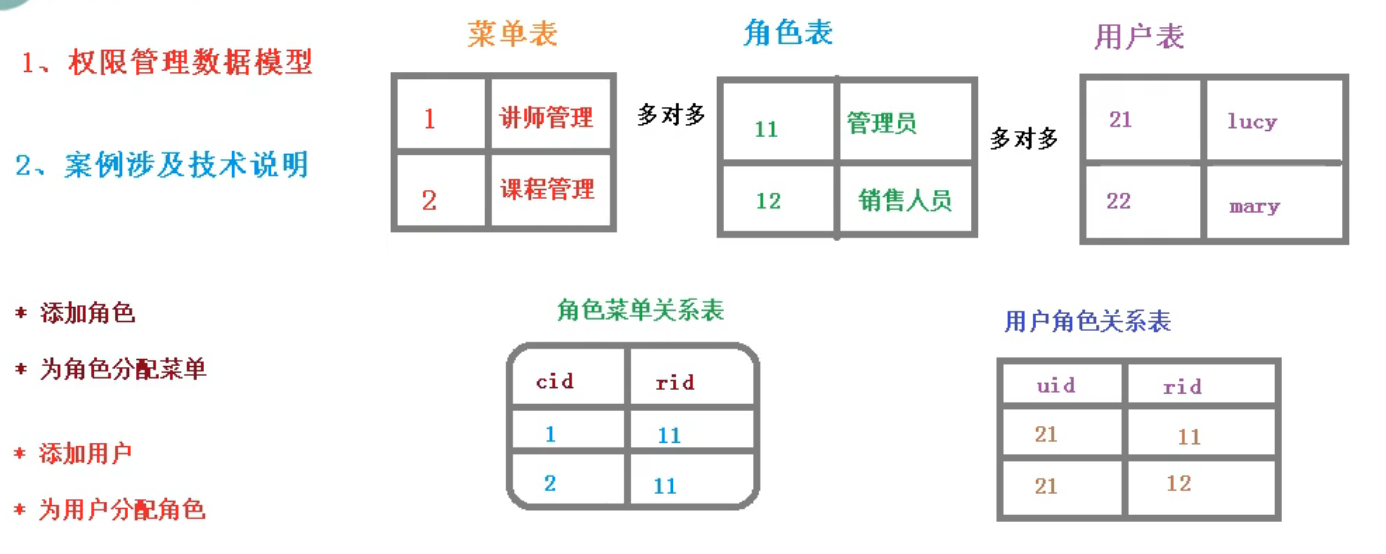 1、权限管理数据模型
2、案例涉及技术说明
* 添加角色
* 为角色分配菜单
* 添加用户
* 为用户分配角色
菜单表
1 讲师管理
2 课程管理
多对多
角色表
11 管理员
12 销售人员
多对多
用户表
21 lucy
22 mary
角色菜单关系表
cid rid
1 11
2 11
用户角色关系表
uid rid
21 11
21 12